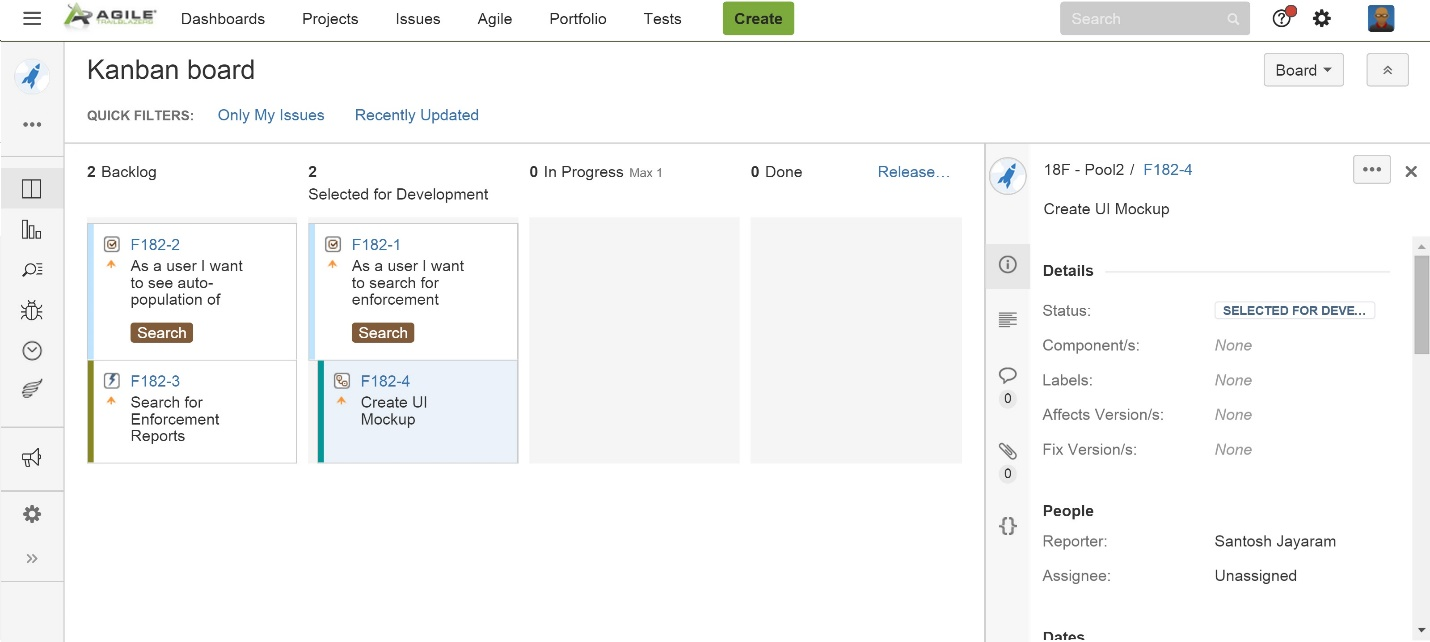 AGILE TRAILBLAZERS Dashboards Projects Issues Agile Portfolio Tests Create Search
Kanban board Board
QUICK FILTERS: Only My Issues Recently Updated
2 Backlog
2
Selected for Development
0 In Progress Max 1
0 Done
Release…
F182-2
As a user I want
to see auto-
population of
Search
F182-3
Search for
Enforcement
Reports
F182-1
As a user I want
to search for
enforcement
Search
F182-4
Create UI
Mockup
18F - Pool2 / F182-4
Create UI Mockup
0
0
Details
Status: SELECTED FOR DEVE...
Component/s: None
Labels: None
Affects Version/s: None
Fix Version/s: None
People
Reporter: Santosh Jayaram
Assignee: Unassigned
Dates